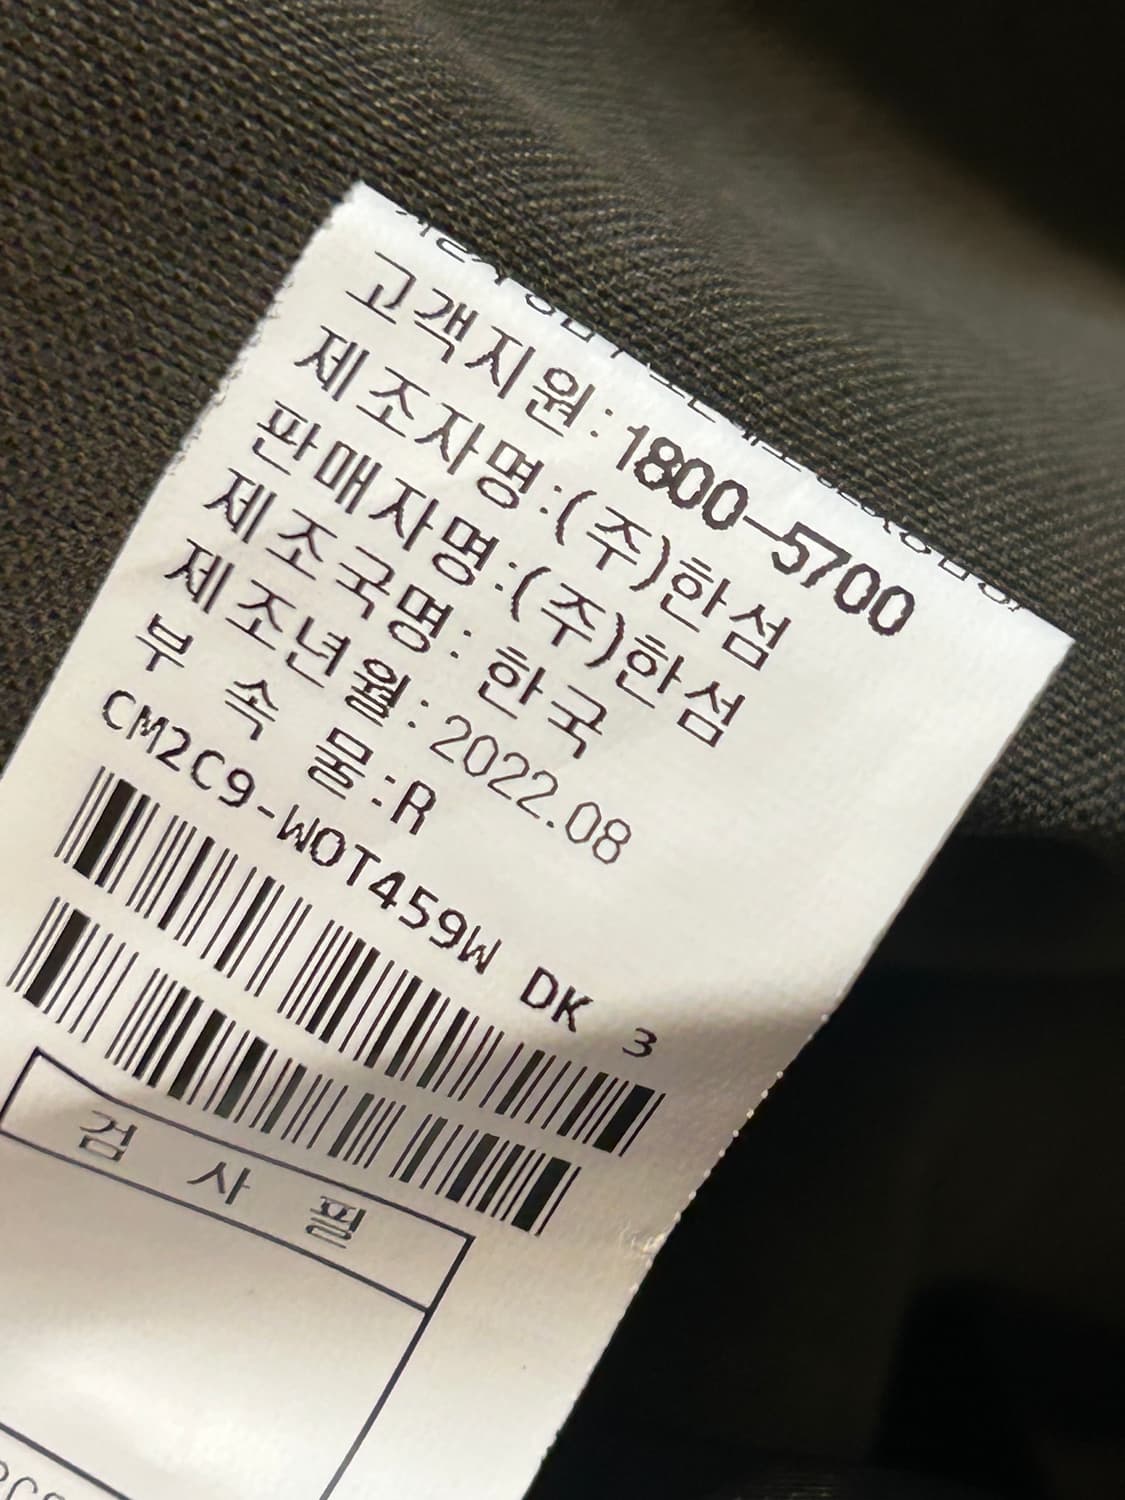 고객지원:1800-5700
제조자명:(주)한섬
판매자명:(주)한섬
제조국명: 한국
제조년월:2022.08
부 속 물:R
CM2C9-WOT459W DK 3
검 사 필